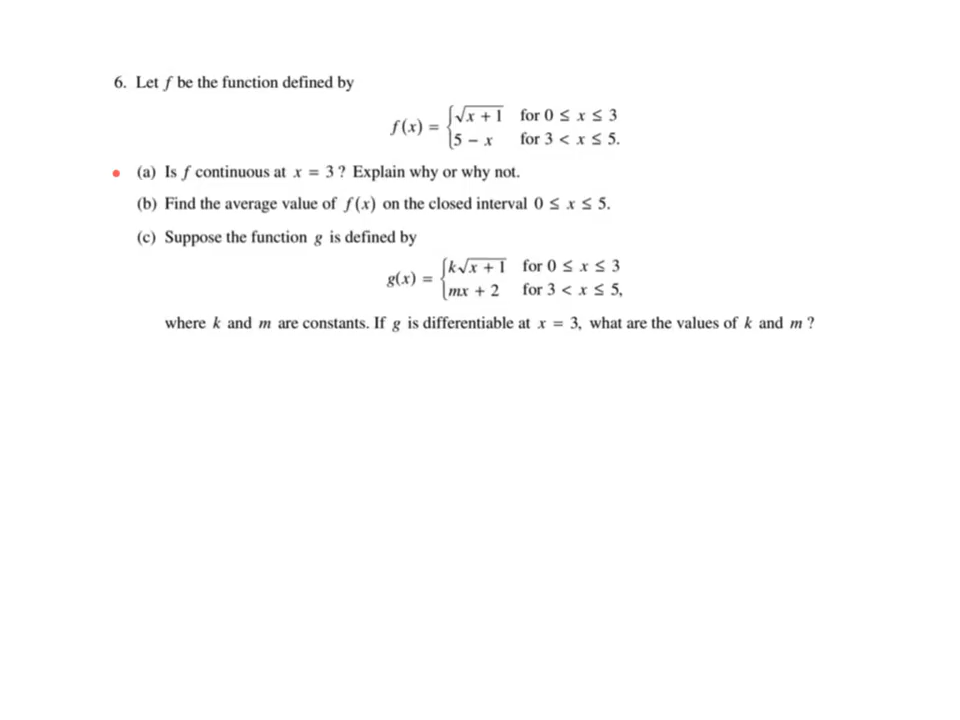 6. Let f be the function defined by
f(x) = { √(x + 1) for 0 ≤ x ≤ 3
5 − x for 3 < x ≤ 5.
• (a) Is f continuous at x = 3 ? Explain why or why not.
(b) Find the average value of f(x) on the closed interval 0 ≤ x ≤ 5.
(c) Suppose the function g is defined by
g(x) = { k√(x + 1) for 0 ≤ x ≤ 3
mx + 2 for 3 < x ≤ 5,
where k and m are constants. If g is differentiable at x = 3, what are the values of k and m ?